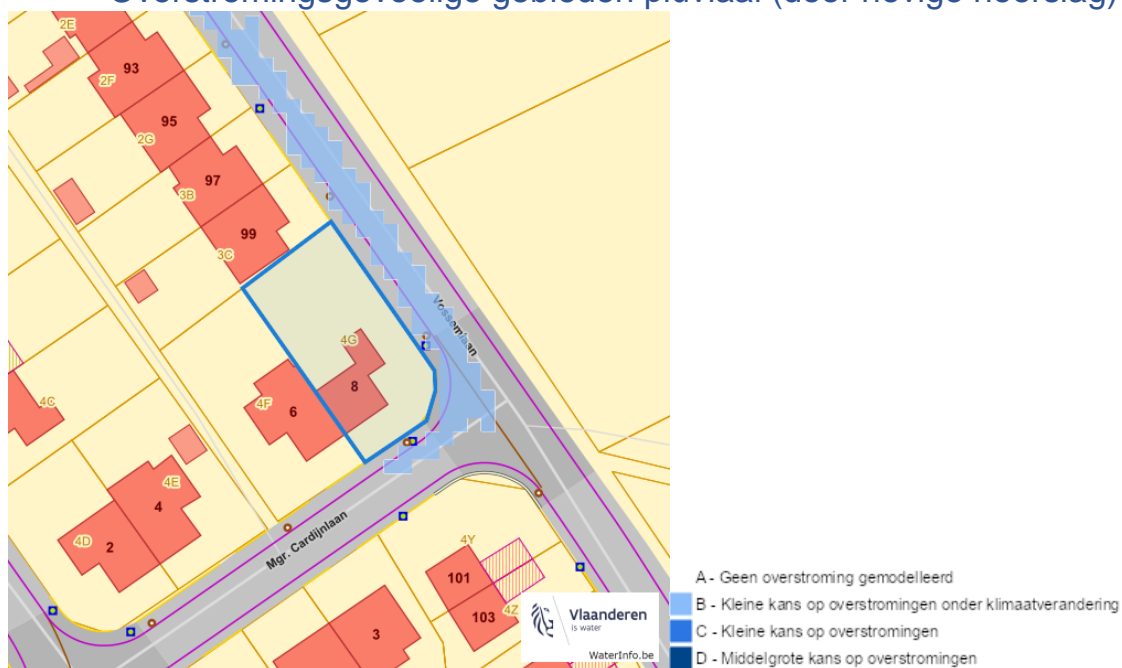 Overstromingsgevoelige gebieden pluviaal (door hevige neerslag)
2E
93
2F
95
2G
97
3B
99
3C
Vossemlaan
4G
8
4C
4F
6
4E
4
4D
2
Mgr. Cardijnlaan
4Y
101
103
4Z
3
Vlaanderen
is water
WaterInfo.be
A - Geen overstroming gemodelleerd
B - Kleine kans op overstromingen onder klimaatverandering
C - Kleine kans op overstromingen
D - Middelgrote kans op overstromingen